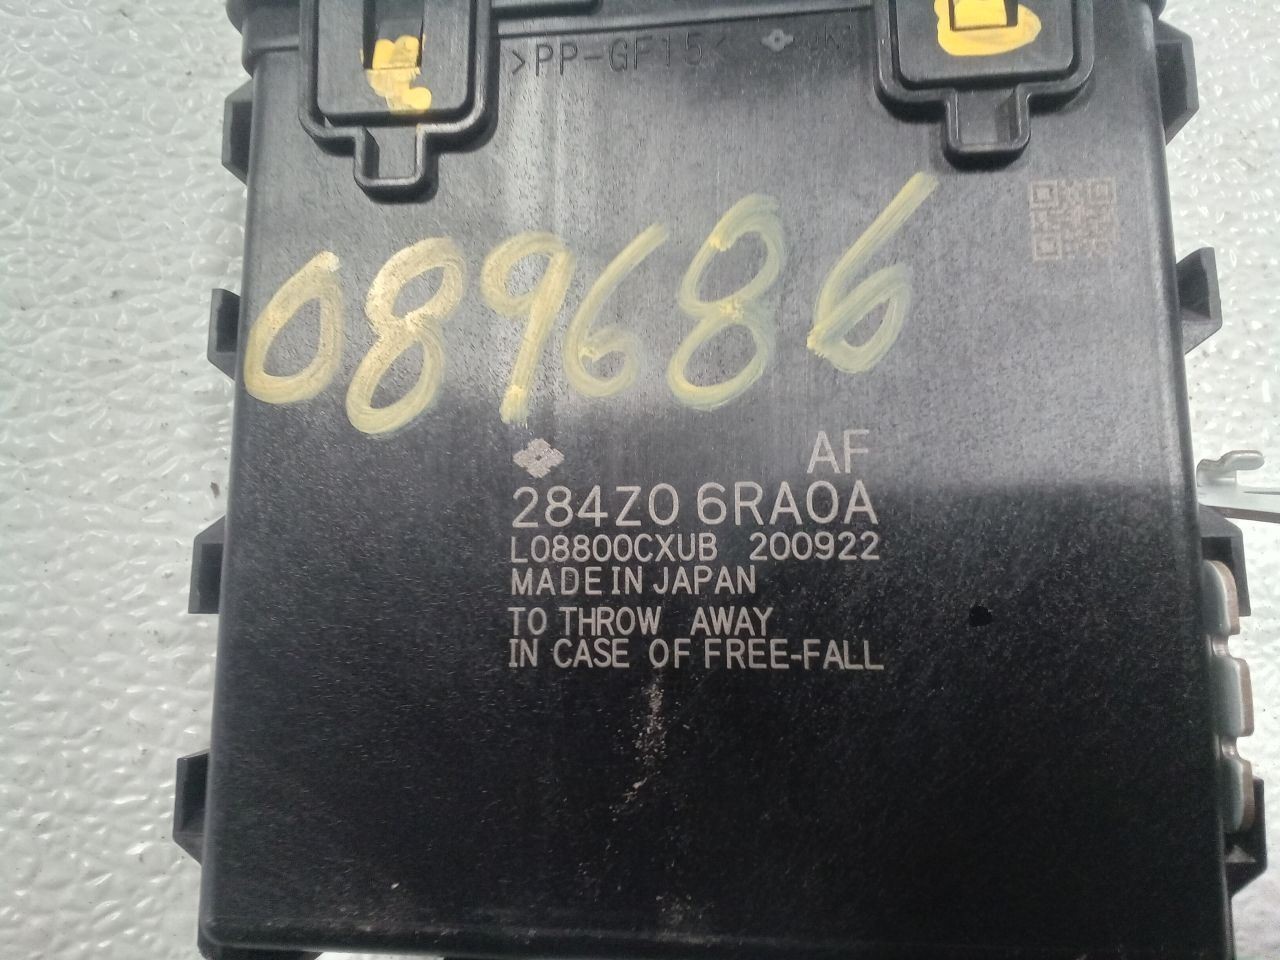 >PP-GF15<
089686
AF
284Z0 6RA0A
L08800CXUB 200922
MADE IN JAPAN
TO THROW AWAY
IN CASE OF FREE-FALL